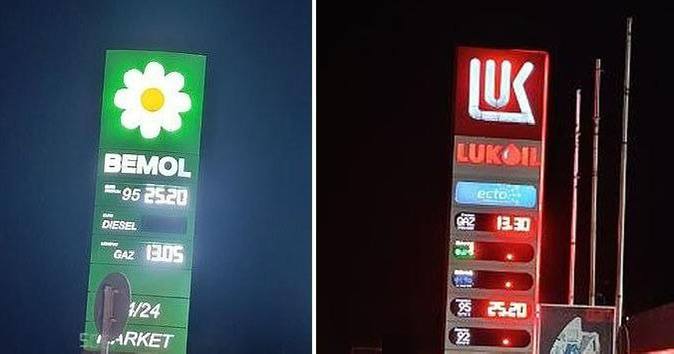 BEMOL
95 25.20
DIESEL
GAZ 13.05
/24
MARKET
LUK
LUKOIL
ecto
GAZ 13.30
95 25.20
92